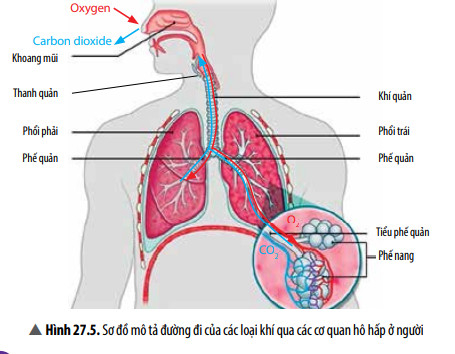 Oxygen
Carbon dioxide
Khoang mũi
Thanh quản
Khí quản
Phổi phải
Phổi trái
Phế quản
Phế quản
O2
Tiểu phế quản
CO2
Phế nang
▲ Hình 27.5. Sơ đồ mô tả đường đi của các loại khí qua các cơ quan hô hấp ở người